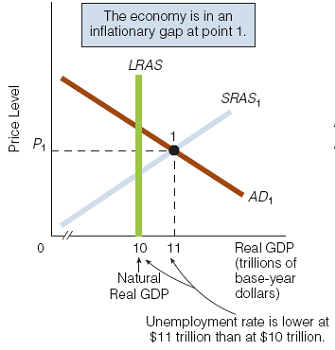 The economy is in an
inflationary gap at point 1.
LRAS
SRAS1
Price Level
1
P1
AD1
0
10 11
Real GDP
(trillions of
base-year
dollars)
Natural
Real GDP
Unemployment rate is lower at
$11 trillion than at $10 trillion.